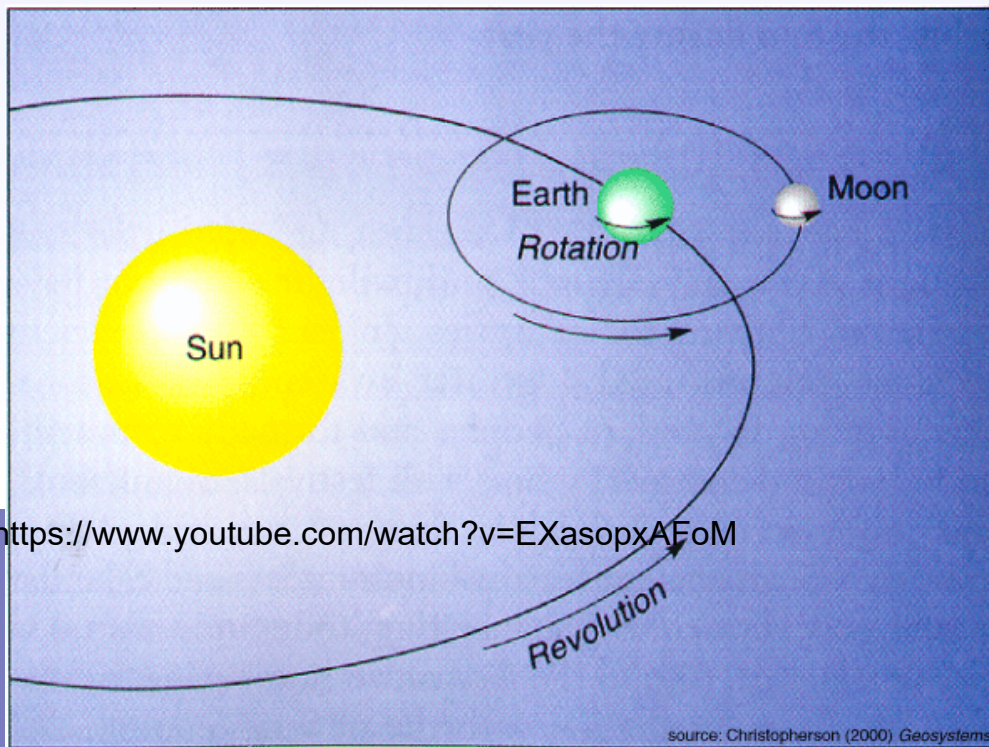 Earth
Moon
Rotation
Sun
https://www.youtube.com/watch?v=EXasopxAFoM
Revolution
source: Christopherson (2000) Geosystems